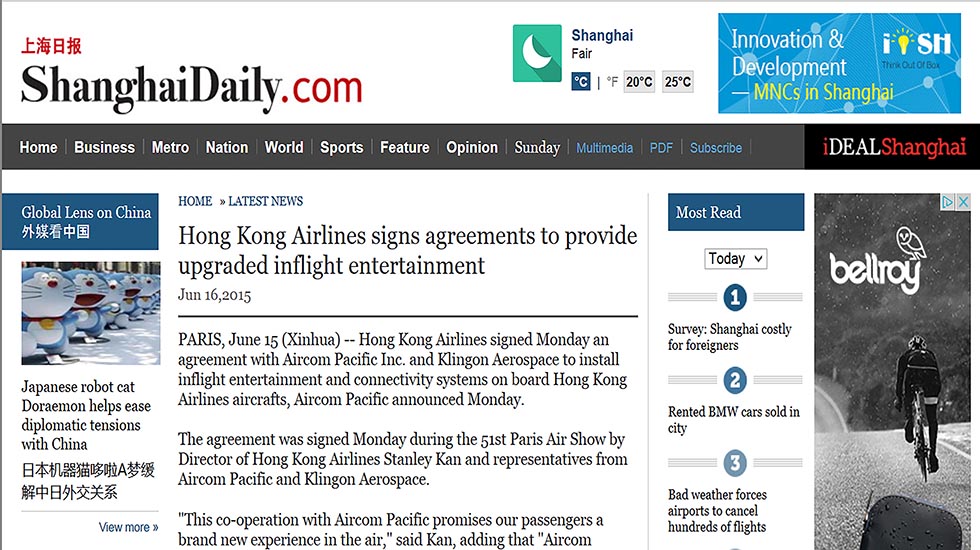 上海日报
ShanghaiDaily.com
Shanghai
Fair
°C | °F 20°C 25°C
Innovation &
Development
— MNCs in Shanghai
iDSH
Think Out Of Box
Home Business Metro Nation World Sports Feature Opinion Sunday Multimedia PDF Subscribe
iDEALShanghai
Global Lens on China
外媒看中国
Japanese robot cat
Doraemon helps ease
diplomatic tensions
with China
日本机器猫哆啦A梦缓
解中日外交关系
View more »
HOME » LATEST NEWS
Hong Kong Airlines signs agreements to provide
upgraded inflight entertainment
Jun 16,2015
PARIS, June 15 (Xinhua) -- Hong Kong Airlines signed Monday an
agreement with Aircom Pacific Inc. and Klingon Aerospace to install
inflight entertainment and connectivity systems on board Hong Kong
Airlines aircrafts, Aircom Pacific announced Monday.
The agreement was signed Monday during the 51st Paris Air Show by
Director of Hong Kong Airlines Stanley Kan and representatives from
Aircom Pacific and Klingon Aerospace.
"This co-operation with Aircom Pacific promises our passengers a
brand new experience in the air," said Kan, adding that "Aircom
Most Read
Today
1
Survey: Shanghai costly
for foreigners
2
Rented BMW cars sold in
city
3
Bad weather forces
airports to cancel
hundreds of flights
bellroy